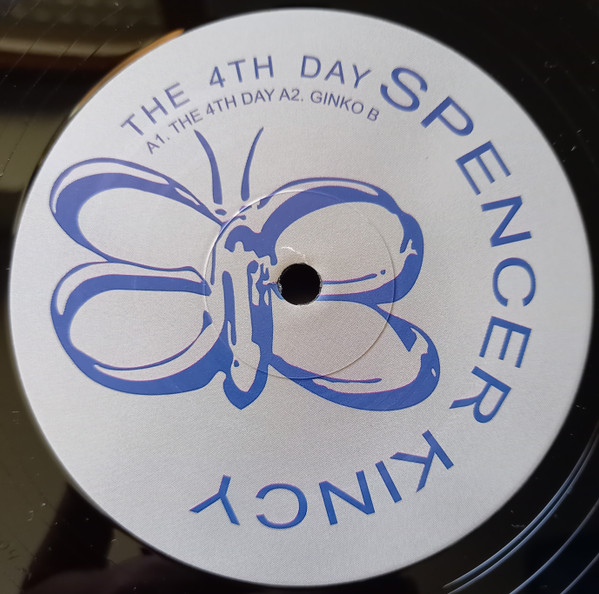 THE 4TH DAY
A1. THE 4TH DAY A2. GINKO B
SPENCER KINCY